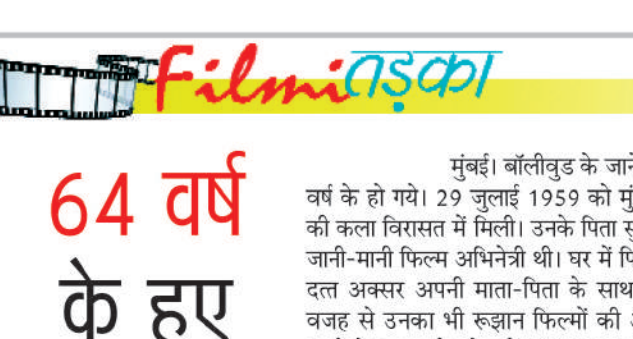 Filmiतड़का
64 वर्ष
के हुए
मुंबई। बॉलीवुड के जाने
वर्ष के हो गये। 29 जुलाई 1959 को
की कला विरासत में मिली। उनके पिता
जानी-मानी फिल्म अभिनेत्री थी। घर में
दत्त अक्सर अपनी माता-पिता के साथ
वजह से उनका भी रूझान फिल्मों की